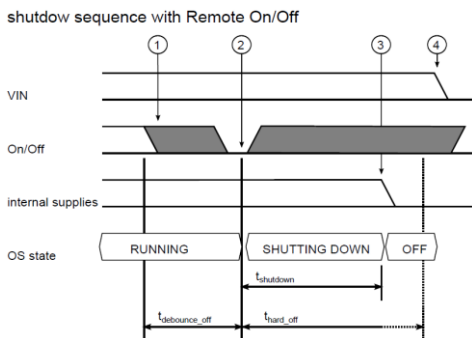 shutdow sequence with Remote On/Off
1 2 3 4
VIN
On/Off
internal supplies
OS state RUNNING SHUTTING DOWN OFF
tshutdown
tdebounce_off thard_off